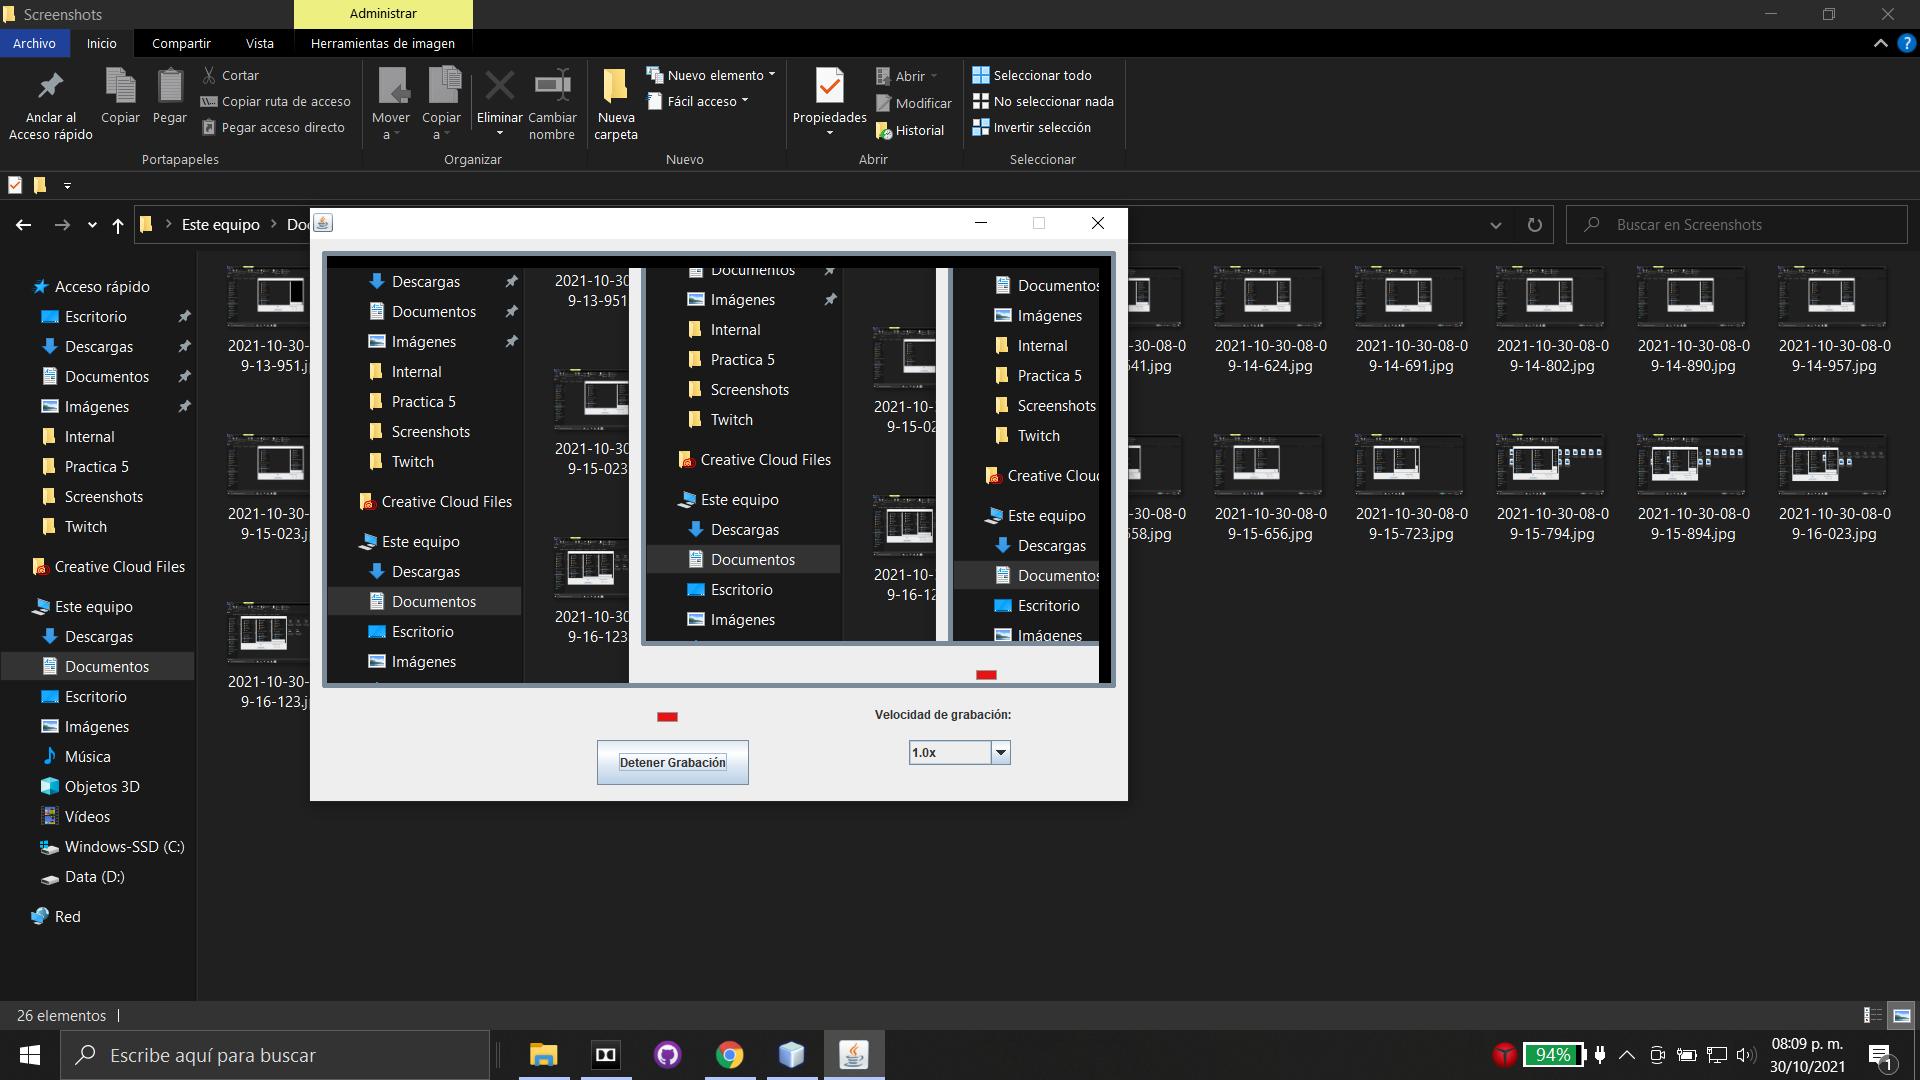 Screenshots
Administrar
Archivo
Inicio
Compartir
Vista
Herramientas de imagen
Anclar al
Acceso rápido
Copiar
Pegar
Cortar
Copiar ruta de acceso
Pegar acceso directo
Portapapeles
Mover
a
Copiar
a
Eliminar
Cambiar
nombre
Organizar
Nueva
carpeta
Nuevo elemento
Fácil acceso
Nuevo
Propiedades
Abrir
Modificar
Historial
Abrir
Seleccionar todo
No seleccionar nada
Invertir selección
Seleccionar
Este equipo
Doc
Buscar en Screenshots
Acceso rápido
Escritorio
Descargas
Documentos
Imágenes
Internal
Practica 5
Screenshots
Twitch
Creative Cloud Files
Este equipo
Descargas
Documentos
Escritorio
Imágenes
Música
Objetos 3D
Vídeos
Windows-SSD (C:)
Data (D:)
Red
2021-10-30-
9-13-951.j
2021-10-30-
9-15-023.j
2021-10-30-
9-16-123.j
Descargas
Documentos
Imágenes
Internal
Practica 5
Screenshots
Twitch
Creative Cloud Files
Este equipo
Descargas
Documentos
Escritorio
Imágenes
2021-10-30
9-13-951
2021-10-30
9-15-023
2021-10-30
9-16-123
Documentos
Imágenes
Internal
Practica 5
Screenshots
Twitch
Creative Cloud Files
Este equipo
Descargas
Documentos
Escritorio
Imágenes
2021-10-
9-15-02
2021-10-
9-16-12
Documentos
Imágenes
Internal
Practica 5
Screenshots
Twitch
Creative Clou
Este equipo
Descargas
Documentos
Escritorio
Imágenes
Velocidad de grabación:
1.0x
Detener Grabación
-30-08-0
541.jpg
2021-10-30-08-0
9-14-624.jpg
2021-10-30-08-0
9-14-691.jpg
2021-10-30-08-0
9-14-802.jpg
2021-10-30-08-0
9-14-890.jpg
2021-10-30-08-0
9-14-957.jpg
-30-08-0
558.jpg
2021-10-30-08-0
9-15-656.jpg
2021-10-30-08-0
9-15-723.jpg
2021-10-30-08-0
9-15-794.jpg
2021-10-30-08-0
9-15-894.jpg
2021-10-30-08-0
9-16-023.jpg
26 elementos
Escribe aquí para buscar
94%
08:09 p. m.
30/10/2021
1